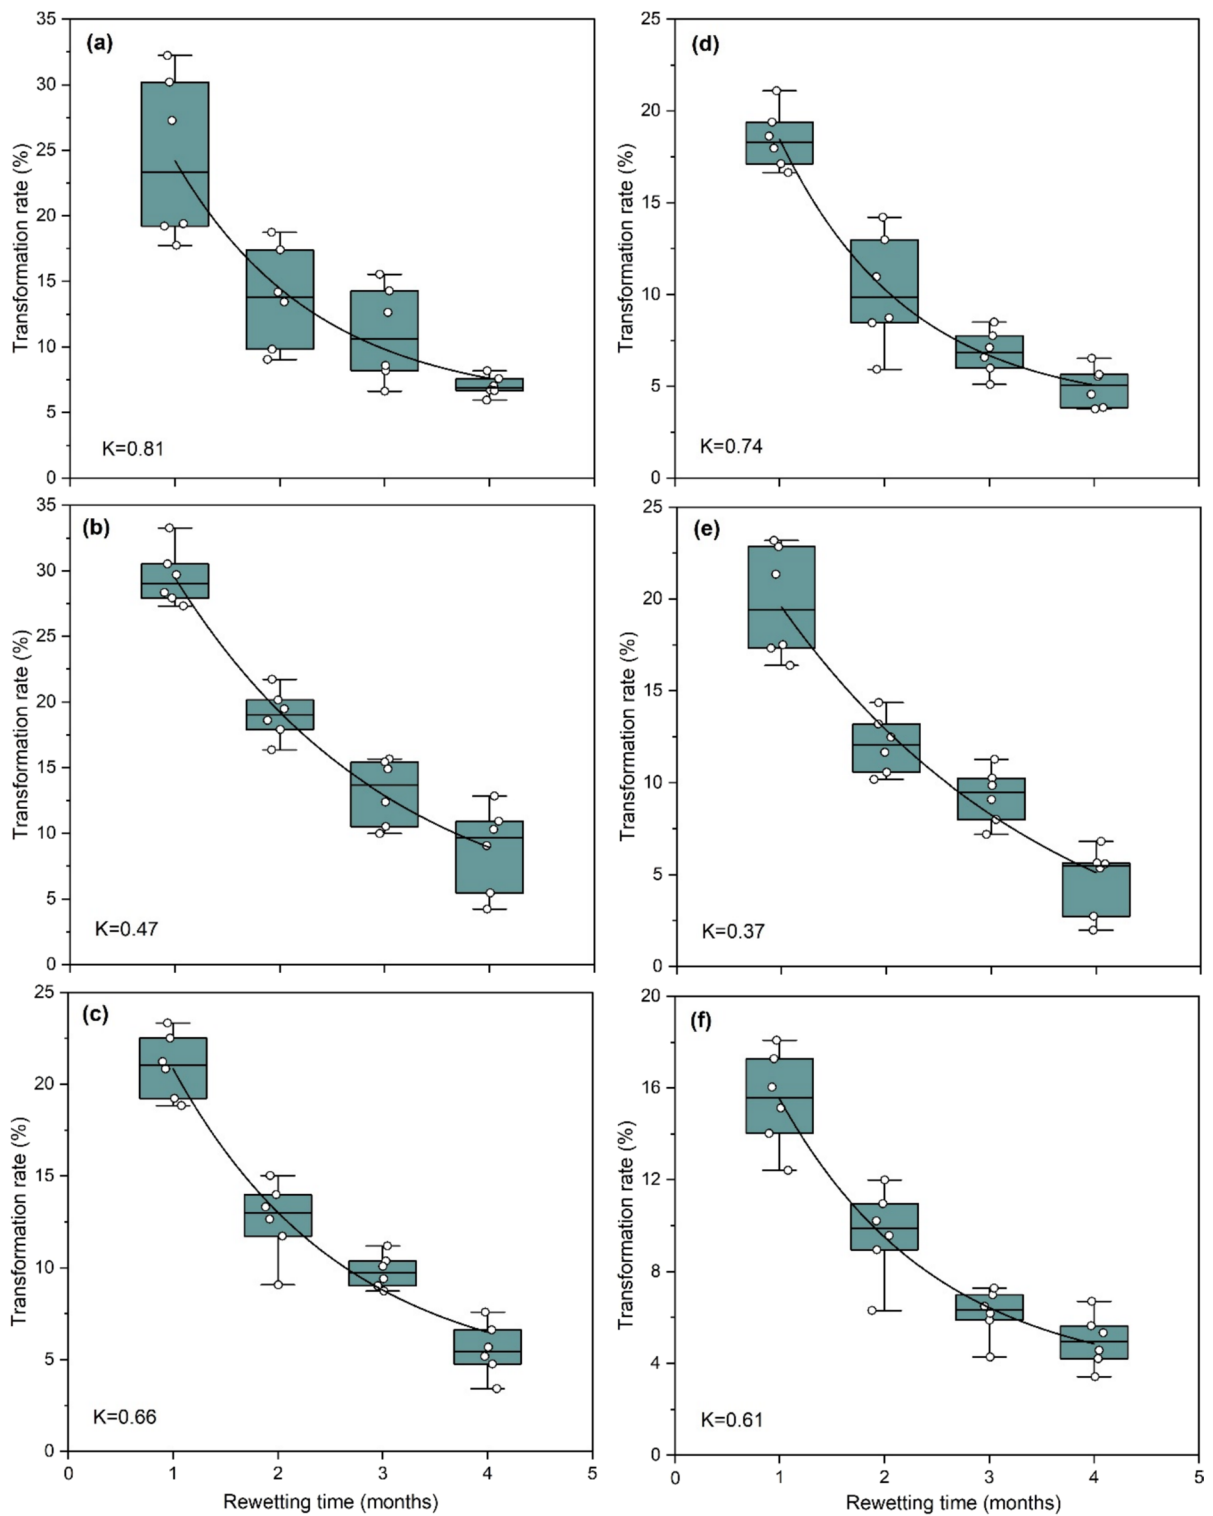 (a)
Transformation rate (%)
35
30
25
20
15
10
5
0
K=0.81
(d)
Transformation rate (%)
25
20
15
10
5
0
K=0.74
(b)
Transformation rate (%)
35
30
25
20
15
10
5
0
K=0.47
(e)
Transformation rate (%)
25
20
15
10
5
0
K=0.37
(c)
Transformation rate (%)
25
20
15
10
5
0
K=0.66
0 1 2 3 4 5
Rewetting time (months)
(f)
Transformation rate (%)
20
16
12
8
4
0
K=0.61
0 1 2 3 4 5
Rewetting time (months)